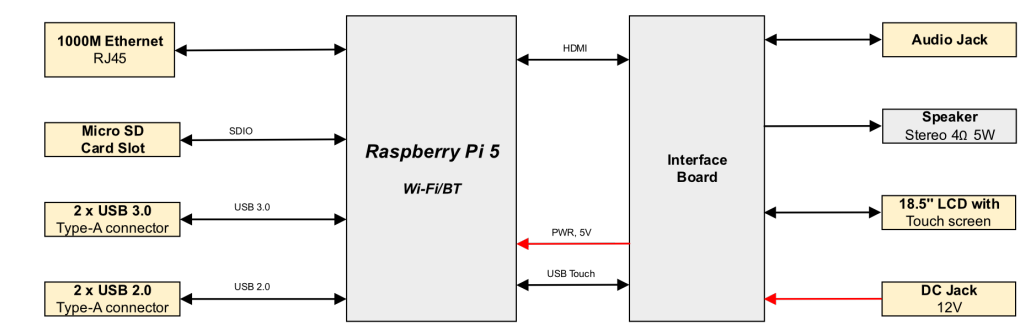 1000M Ethernet
RJ45
Micro SD
Card Slot
SDIO
2 x USB 3.0
Type-A connector
USB 3.0
2 x USB 2.0
Type-A connector
USB 2.0
Raspberry Pi 5
Wi-Fi/BT
HDMI
PWR, 5V
USB Touch
Interface
Board
Audio Jack
Speaker
Stereo 4Ω 5W
18.5" LCD with
Touch screen
DC Jack
12V